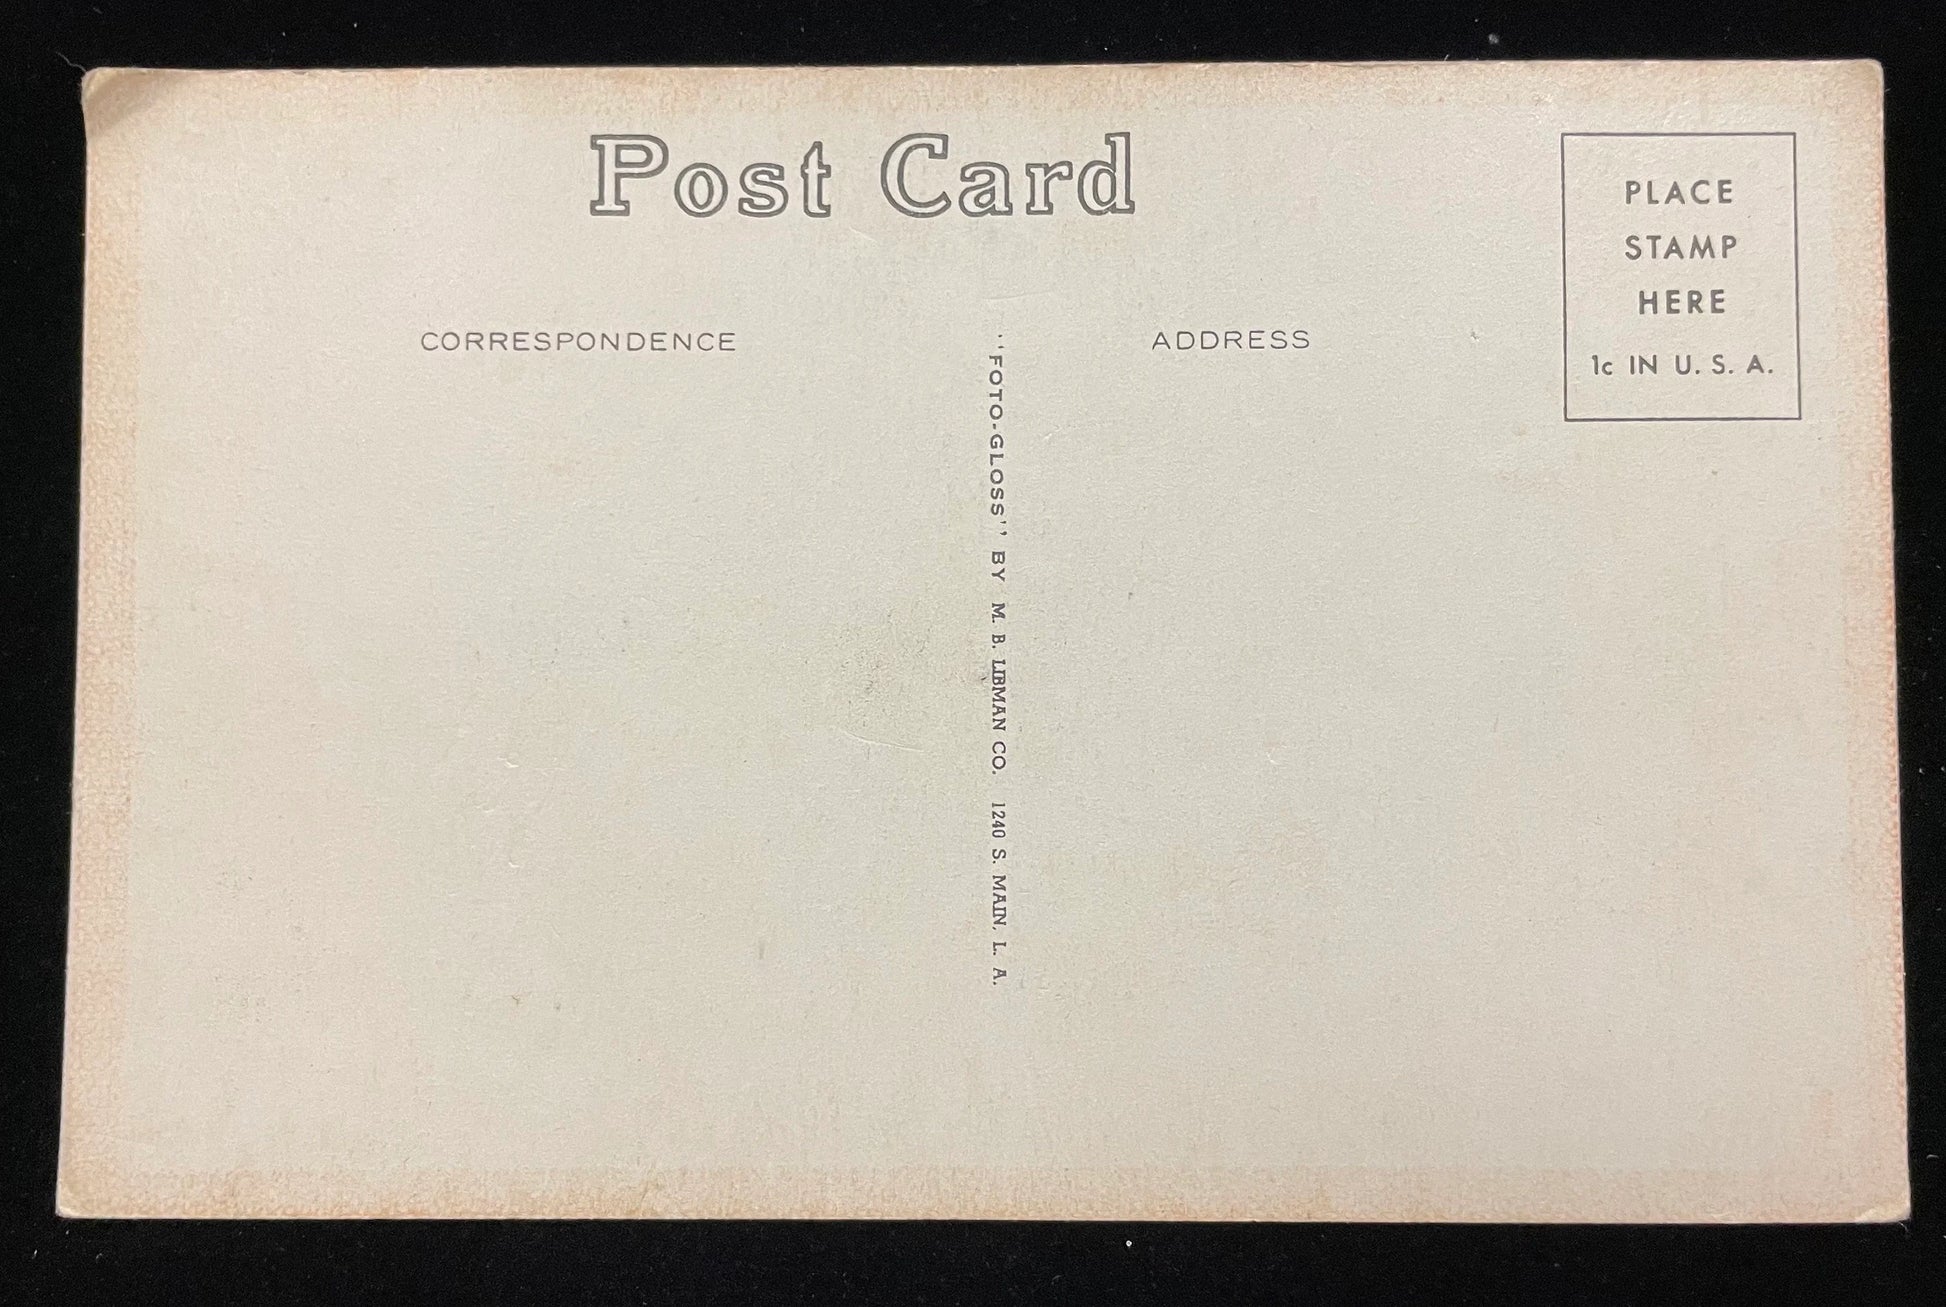 Post Card
PLACE
STAMP
HERE
1c IN U. S. A.
CORRESPONDENCE
ADDRESS
"FOTO-GLOSS" BY M. B. LIBMAN CO. 1240 S. MAIN, L. A.